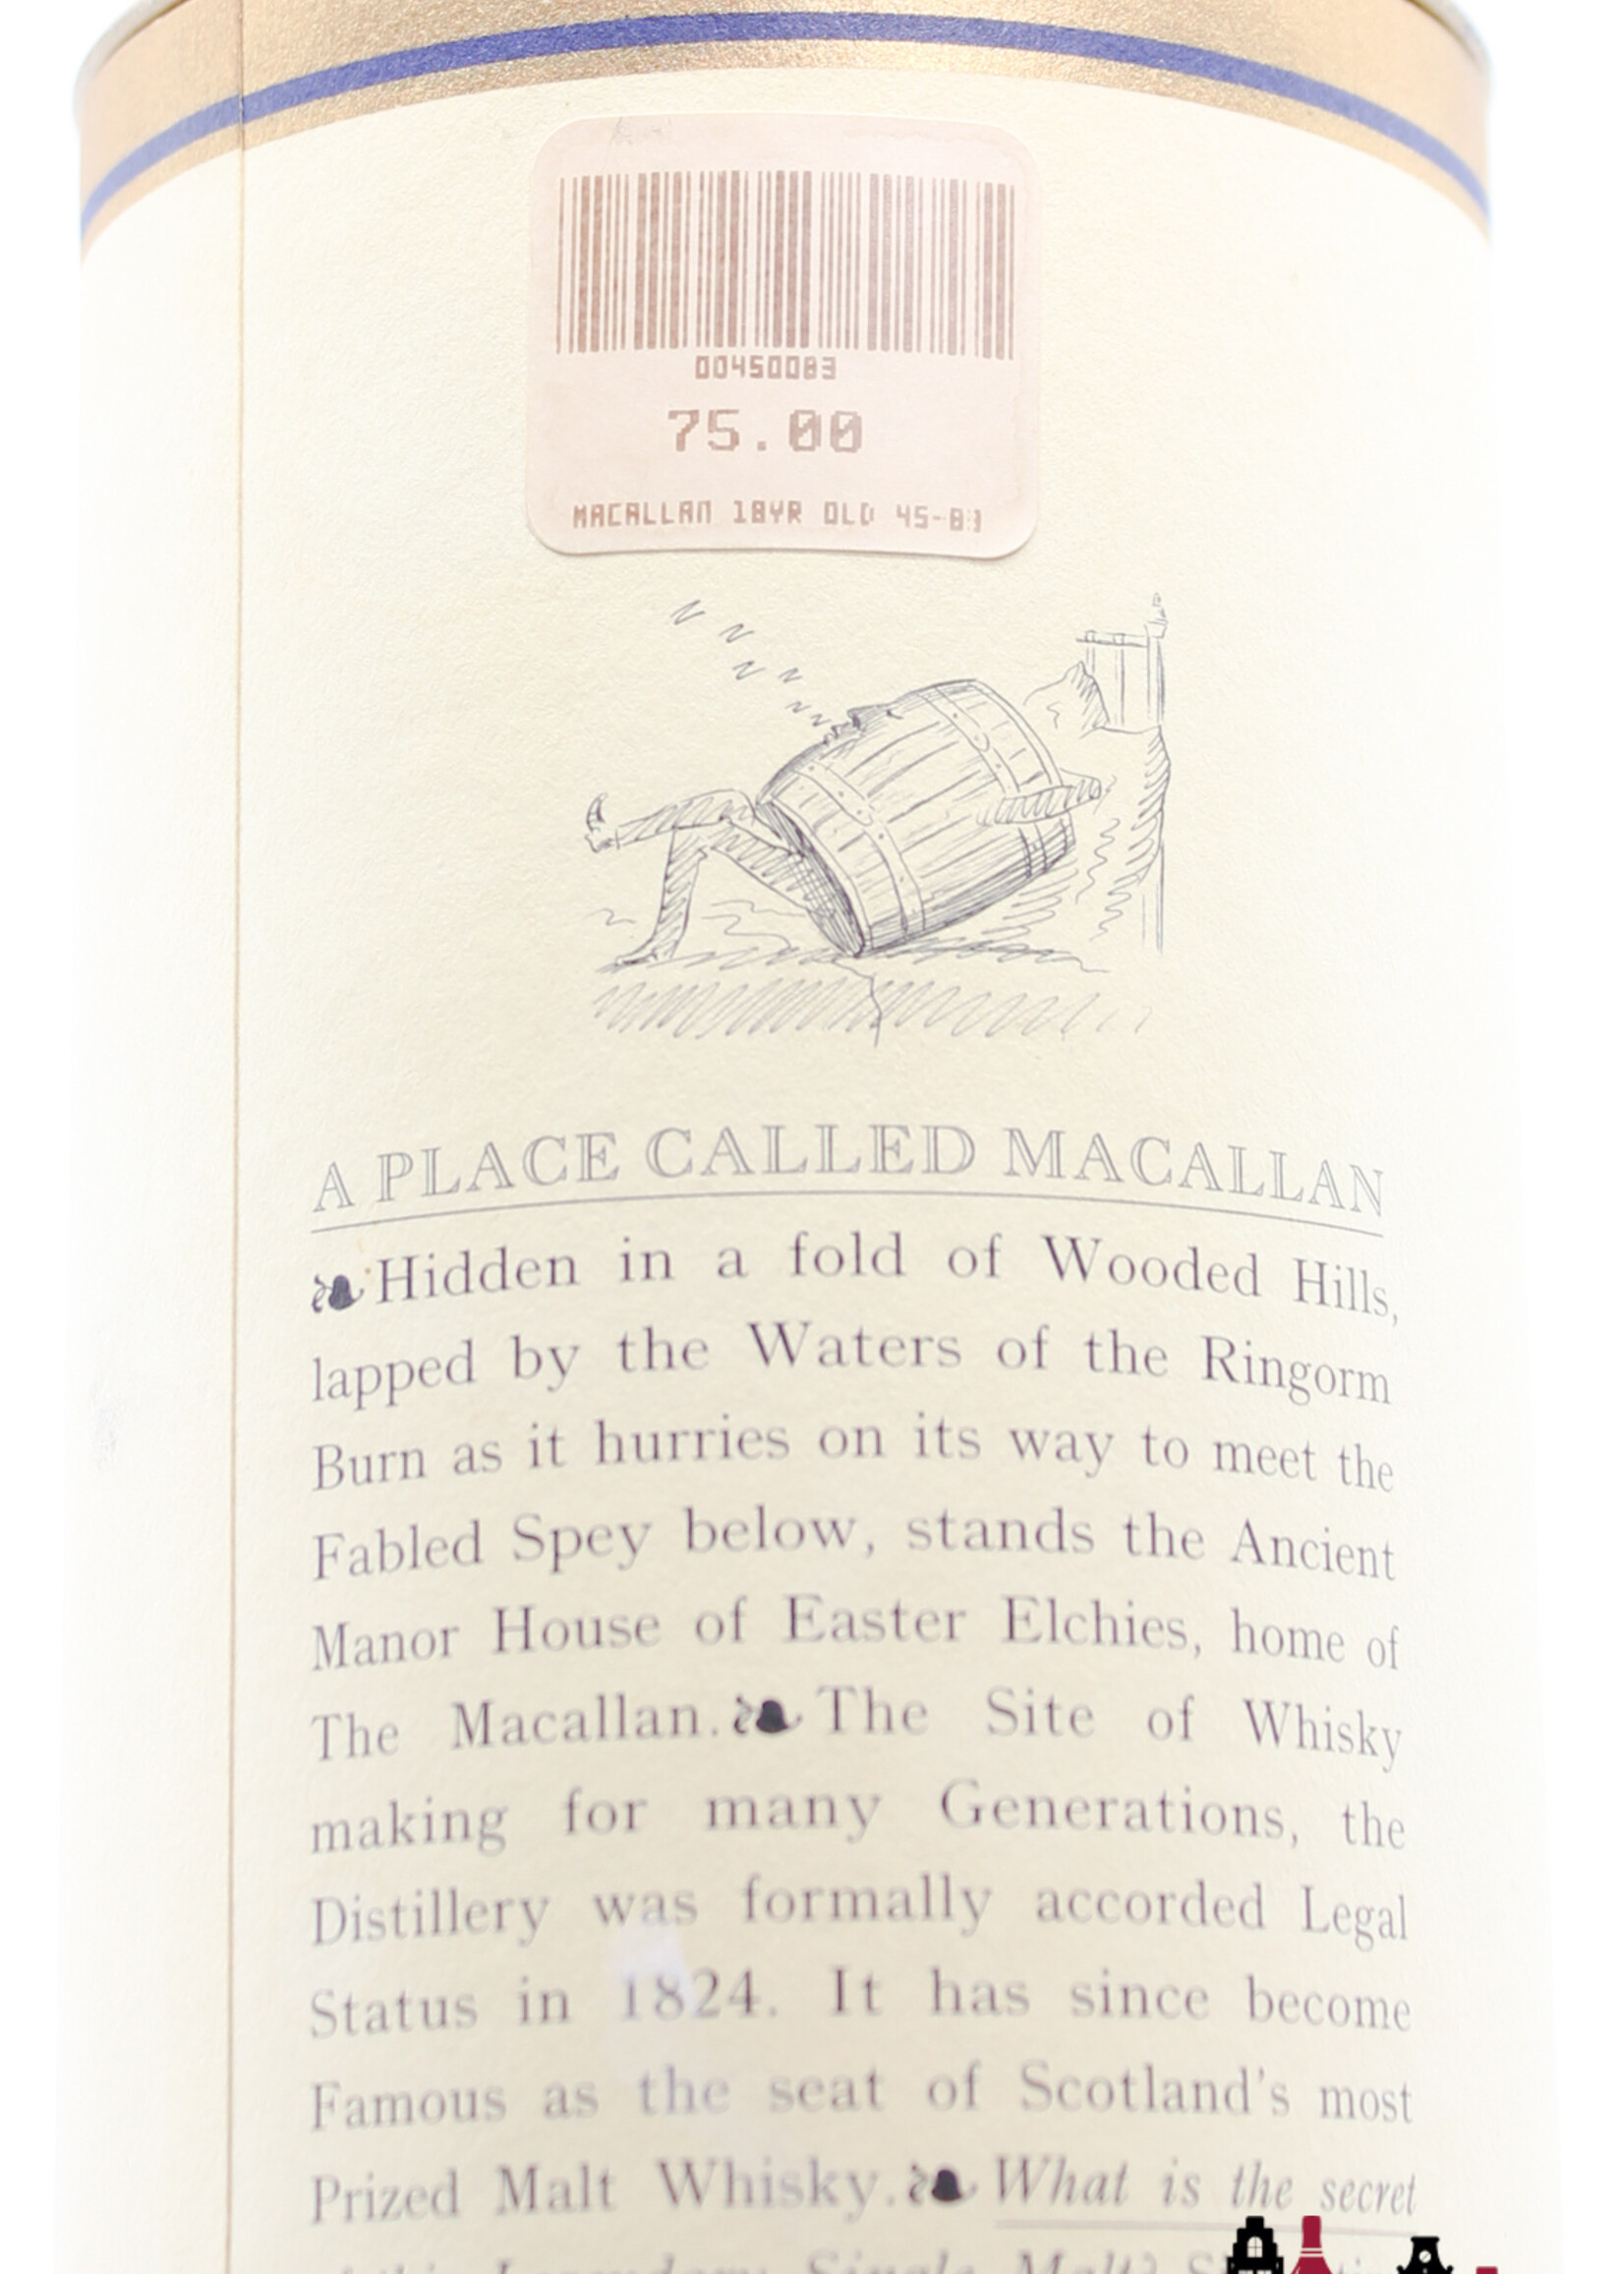 00450083
75.00
MACALLAN 18YR OLD 45-83
A PLACE CALLED MACALLAN
Hidden in a fold of Wooded Hills,
lapped by the Waters of the Ringorm
Burn as it hurries on its way to meet the
Fabled Spey below, stands the Ancient
Manor House of Easter Elchies, home of
The Macallan. The Site of Whisky
making for many Generations, the
Distillery was formally accorded Legal
Status in 1824. It has since become
Famous as the seat of Scotland's most
Prized Malt Whisky. What is the secret
Single Malt?